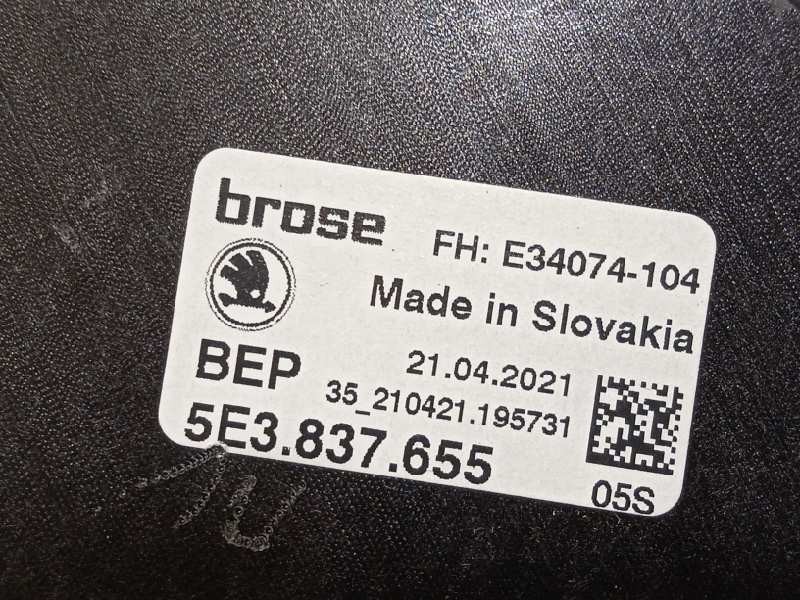 brose
FH: E34074-104
Made in Slovakia
BEP
21.04.2021
35_210421.195731
5E3.837.655
05S